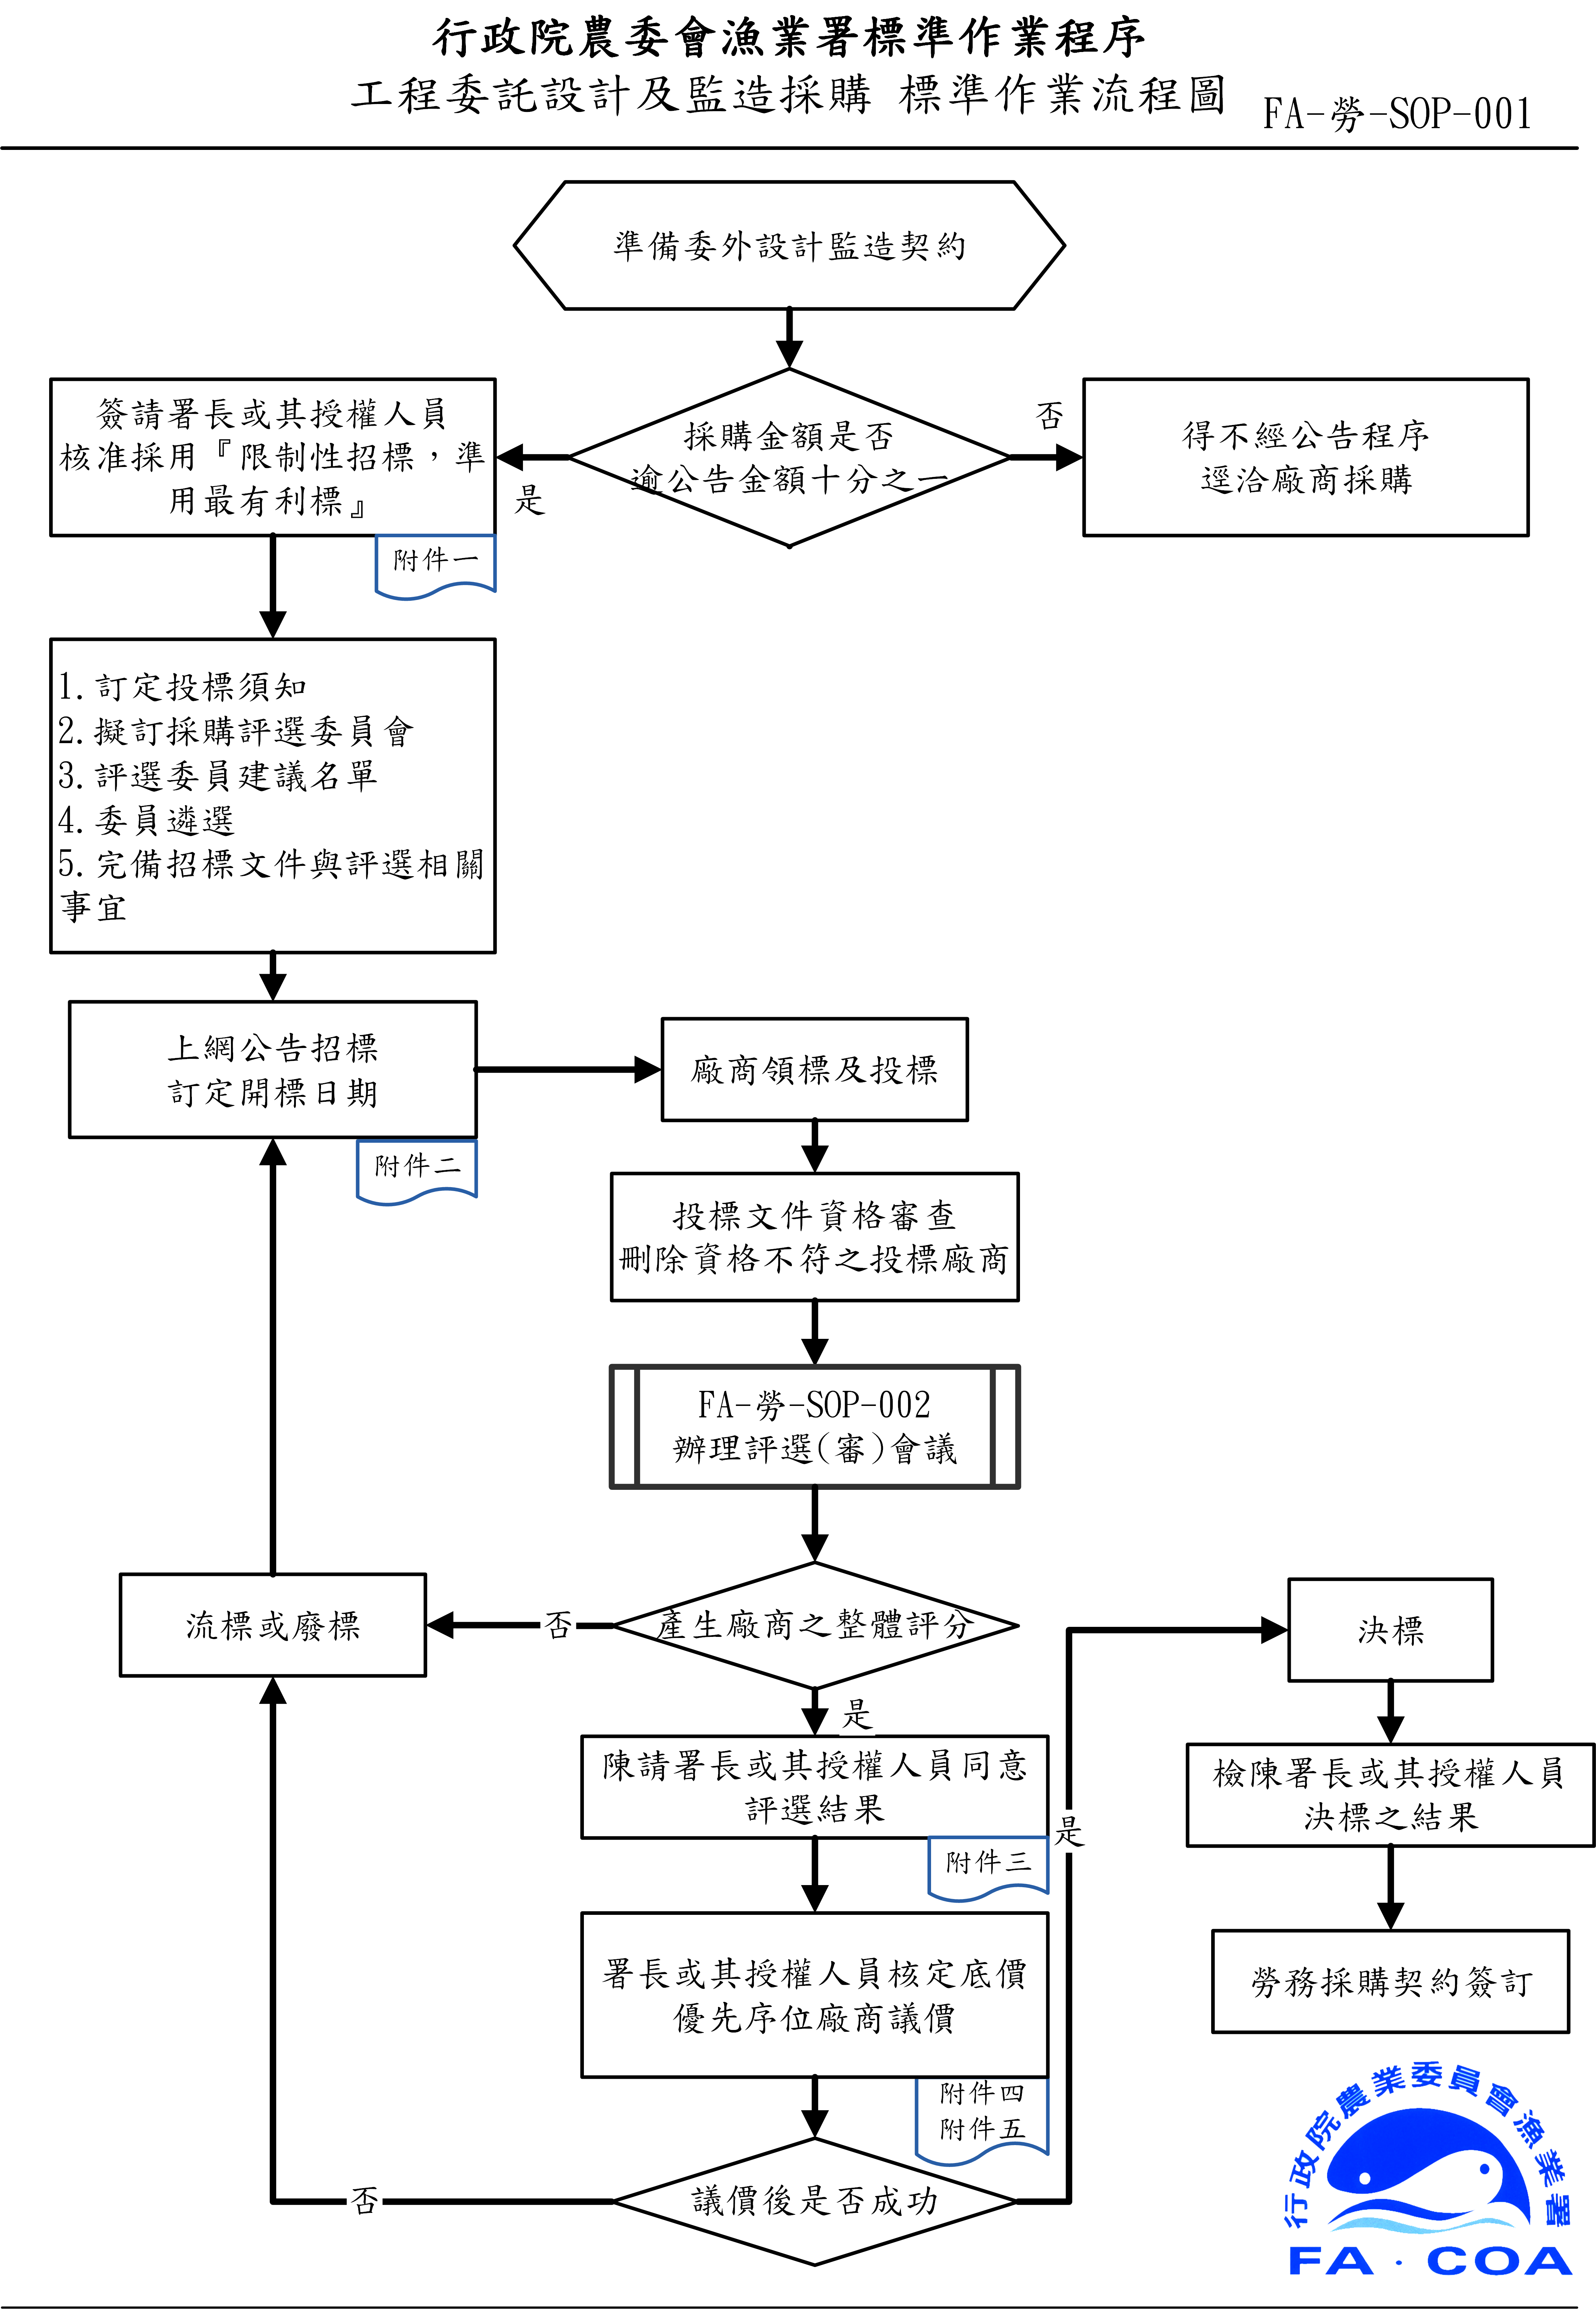 行政院農委會漁業署標準作業程序
工程委託設計及監造採購 標準作業流程圖
FA-勞-SOP-001
準備委外設計監造契約
採購金額是否
逾公告金額十分之一
是
否
簽請署長或其授權人員
核准採用『限制性招標，準
用最有利標』
附件一
得不經公告程序
逕洽廠商採購
1.訂定投標須知
2.擬訂採購評選委員會
3.評選委員建議名單
4.委員遴選
5.完備招標文件與評選相關
事宜
上網公告招標
訂定開標日期
附件二
廠商領標及投標
投標文件資格審查
刪除資格不符之投標廠商
FA-勞-SOP-002
辦理評選(審)會議
產生廠商之整體評分
否
流標或廢標
是
陳請署長或其授權人員同意
評選結果
附件三
署長或其授權人員核定底價
優先序位廠商議價
附件四
附件五
議價後是否成功
否
是
決標
檢陳署長或其授權人員
決標之結果
勞務採購契約簽訂
行政院農業委員會漁業署
FA·COA